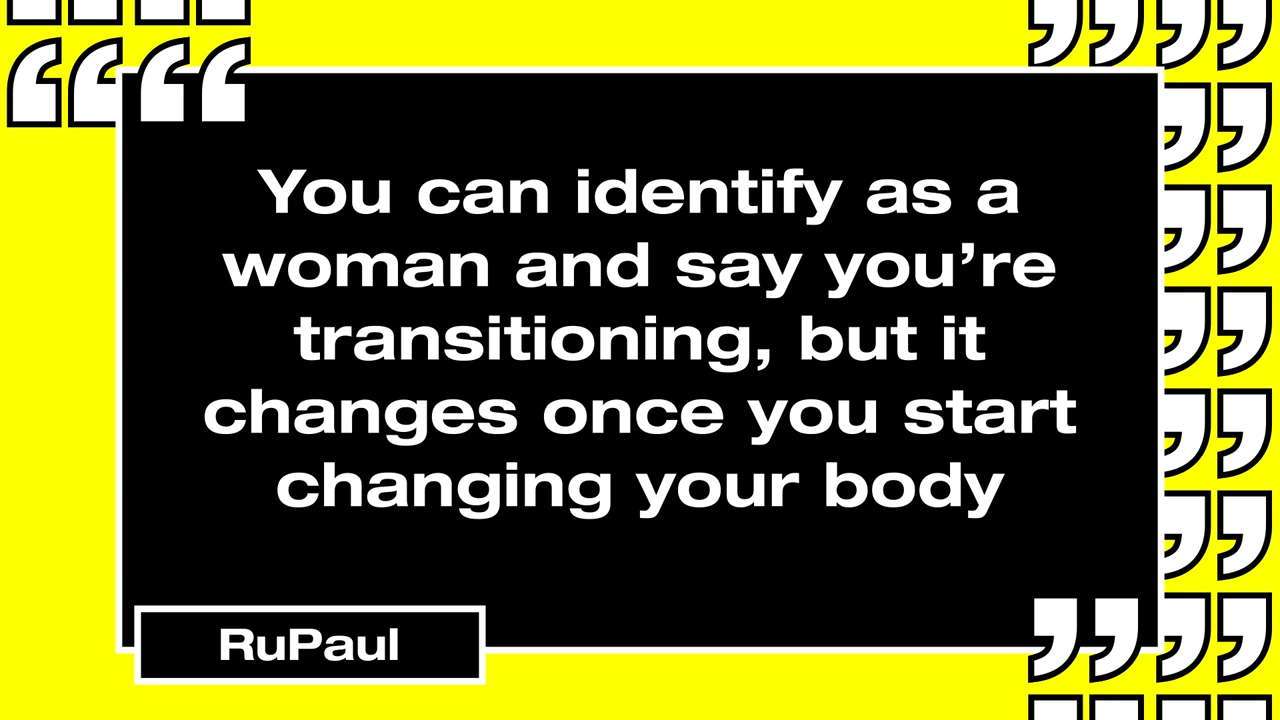 You can identify as a
woman and say you’re
transitioning, but it
changes once you start
changing your body
RuPaul